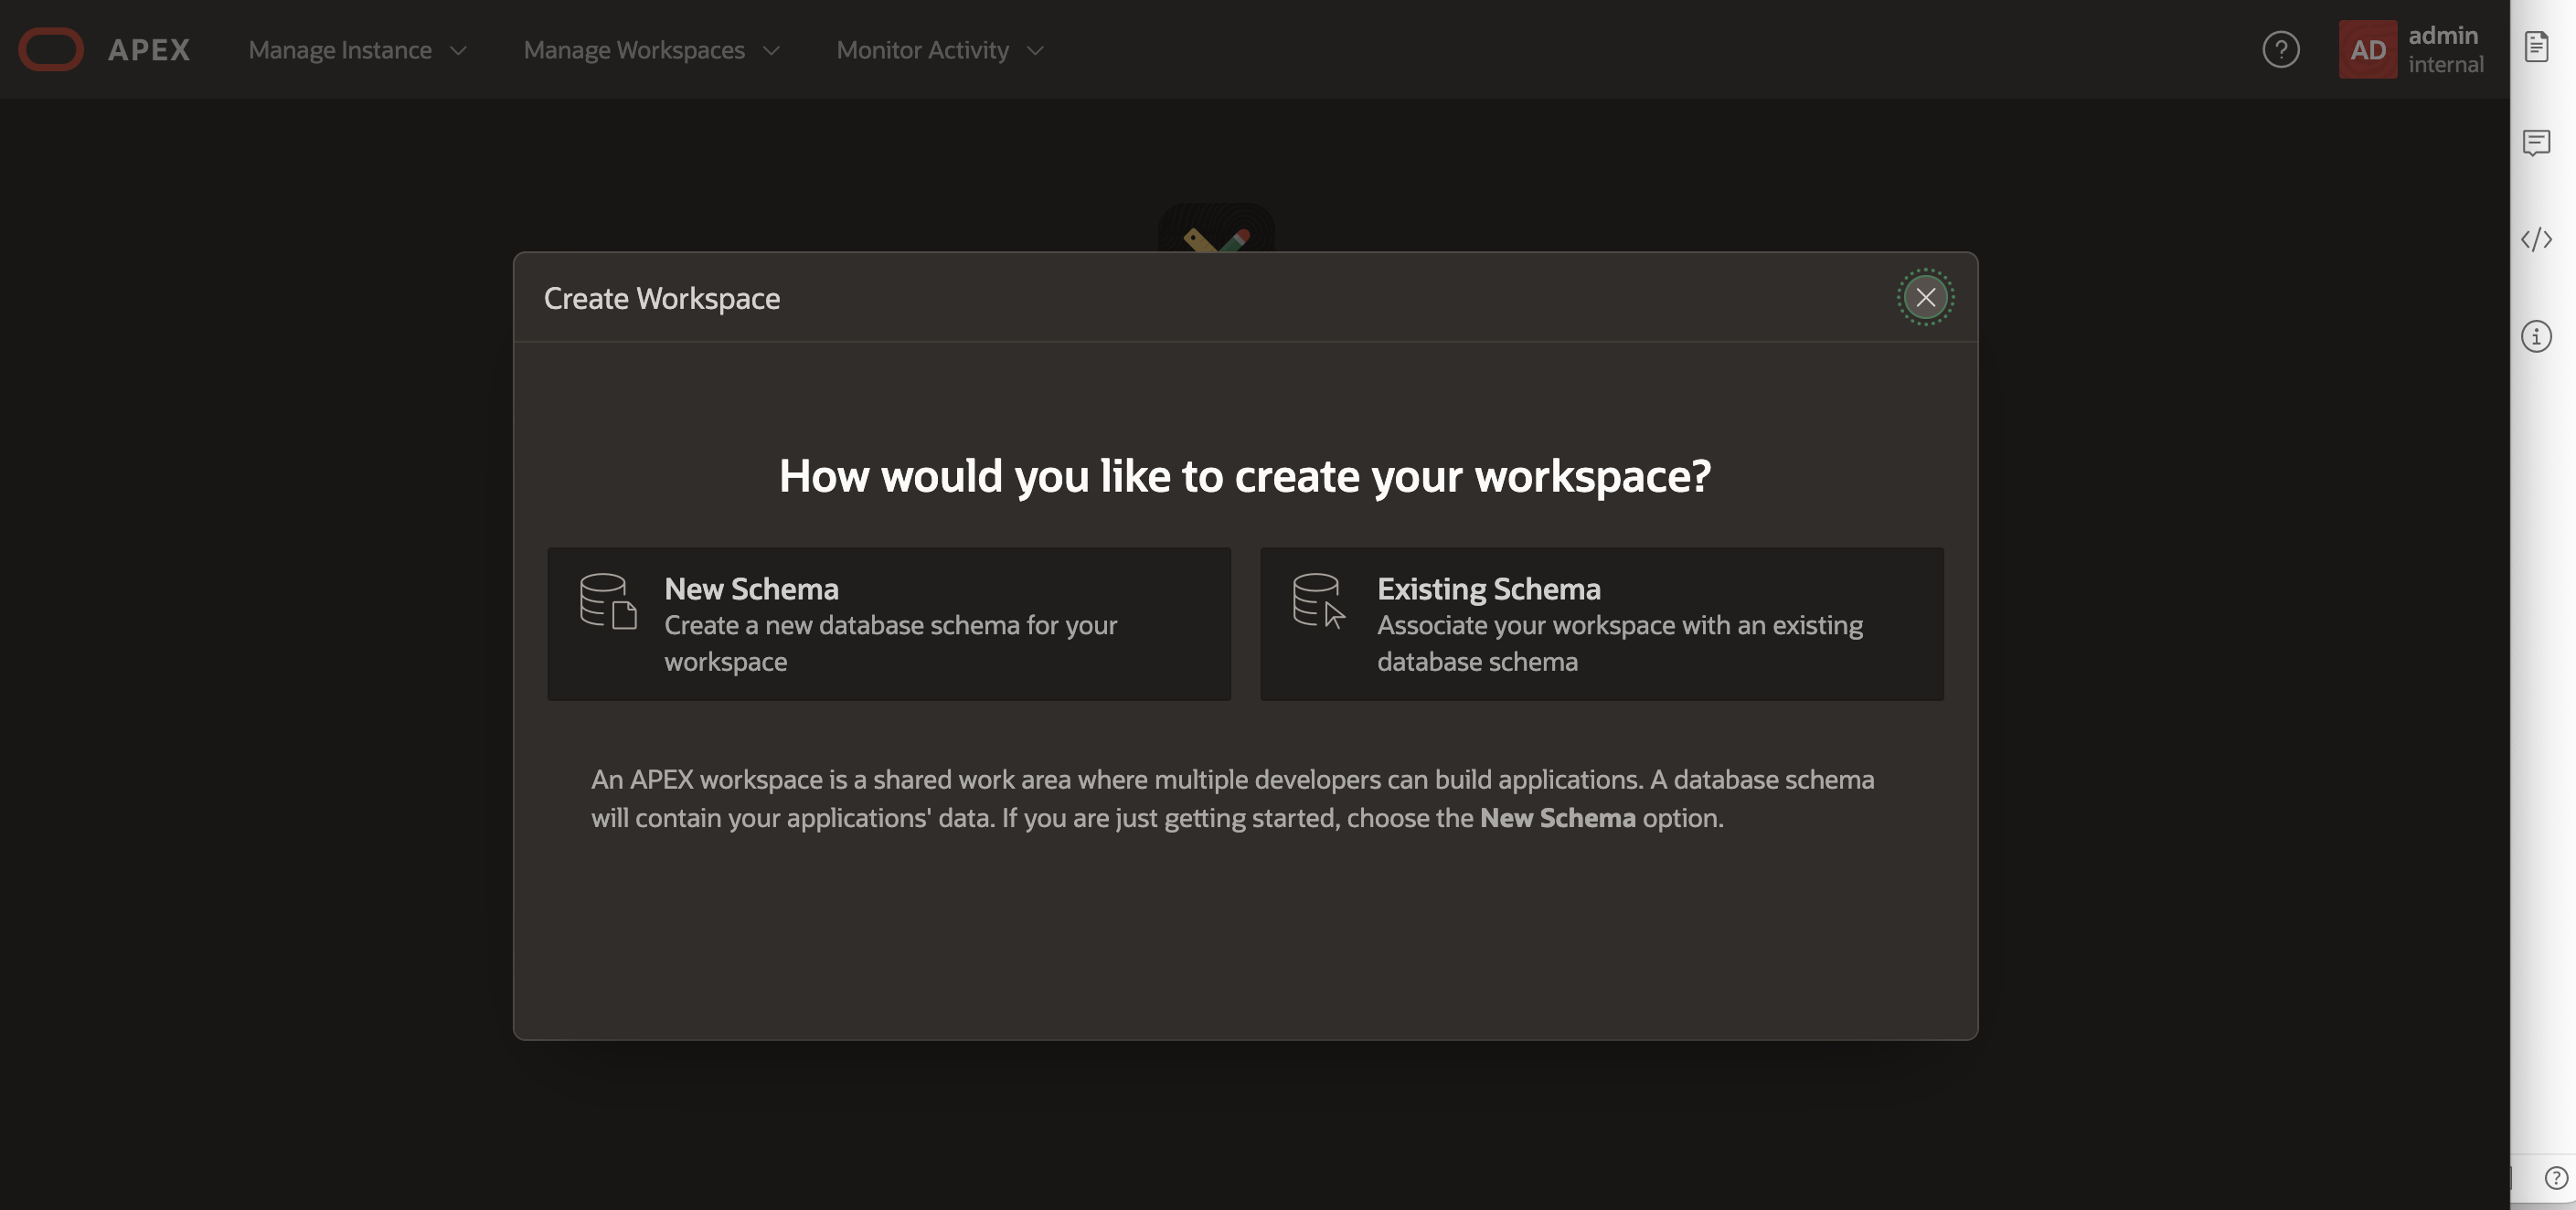 APEX
Manage Instance
Manage Workspaces
Monitor Activity
?
AD
admin
internal
Create Workspace
How would you like to create your workspace?
New Schema
Create a new database schema for your
workspace
Existing Schema
Associate your workspace with an existing
database schema
An APEX workspace is a shared work area where multiple developers can build applications. A database schema
will contain your applications' data. If you are just getting started, choose the New Schema option.